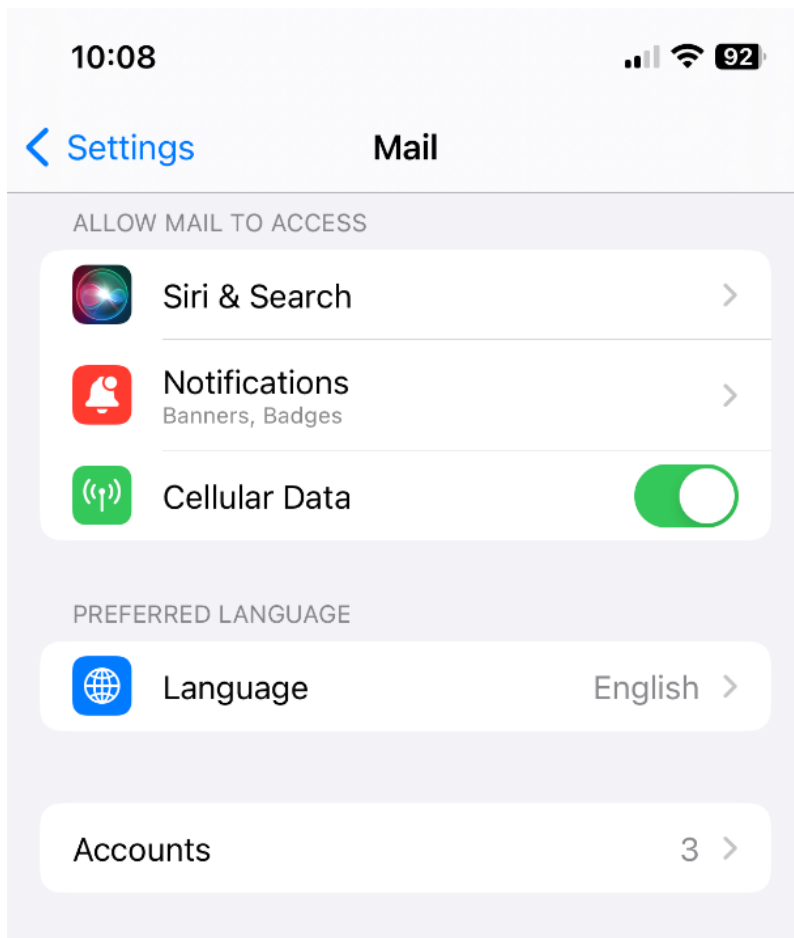 10:08 92
Settings Mail
ALLOW MAIL TO ACCESS
Siri & Search
Notifications
Banners, Badges
Cellular Data
PREFERRED LANGUAGE
Language English
Accounts 3